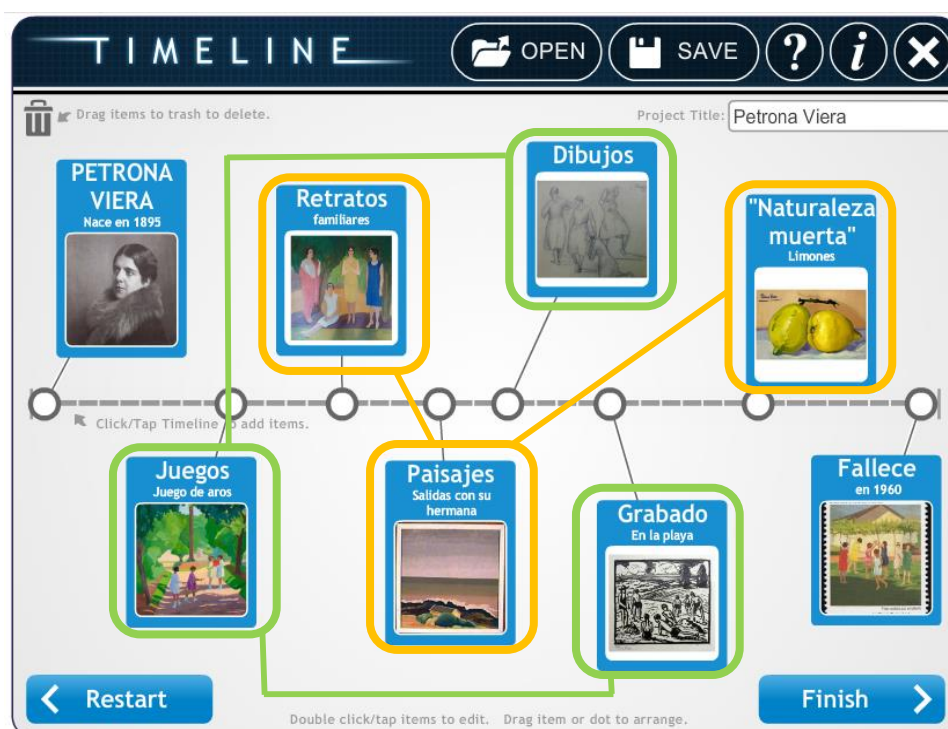 TIMELINE
OPEN
SAVE
?
i
Drag items to trash to delete.
Project Title: Petrona Viera
PETRONA
VIERA
Nace en 1895
Retratos
familiares
Dibujos
"Naturaleza
muerta"
Limones
Click/Tap Timeline to add items.
Juegos
Juego de aros
Paisajes
Salidas con su
hermana
Grabado
En la playa
Fallece
en 1960
Restart
Double click/tap items to edit. Drag item or dot to arrange.
Finish